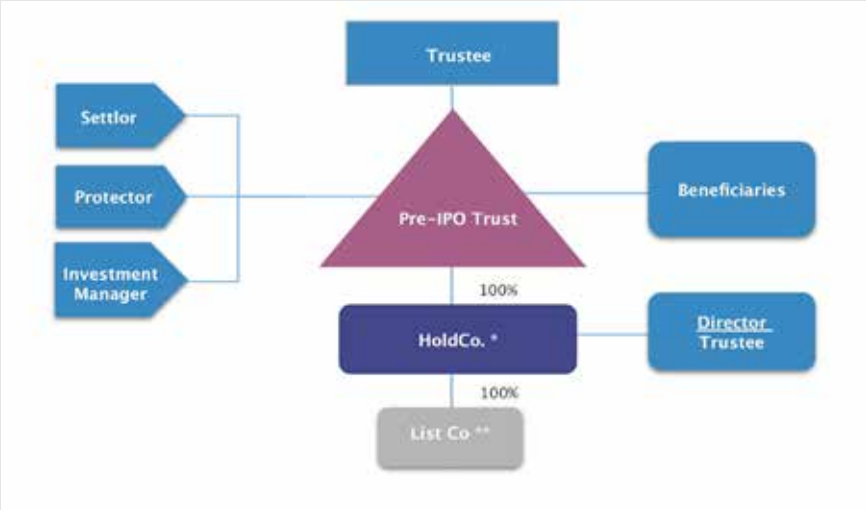 Trustee
Settlor
Protector
Investment
Manager
Pre-IPO Trust
Beneficiaries
100%
HoldCo. *
Director
Trustee
100%
List Co **